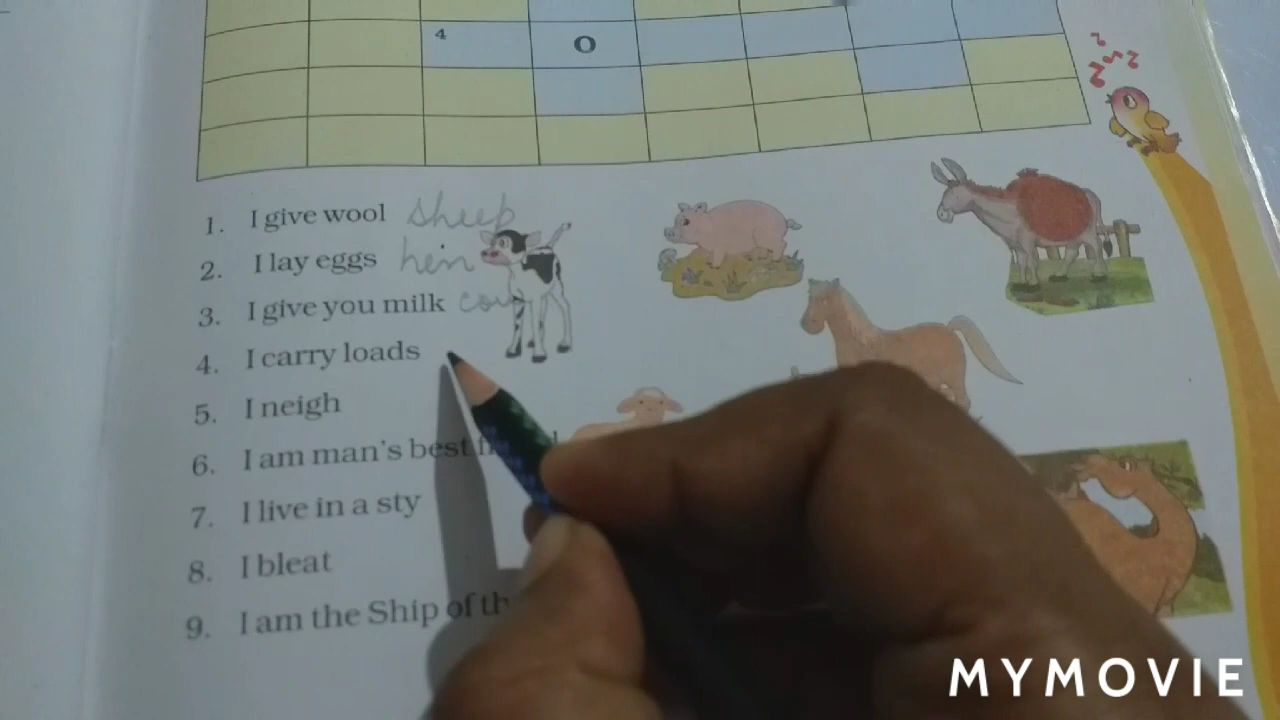 4 O
1. I give wool sheep
2. I lay eggs hen
3. I give you milk cow
4. I carry loads
5. I neigh
6. I am man's best
7. I live in a sty
8. I bleat
9. I am the Ship of
MYMOVIE